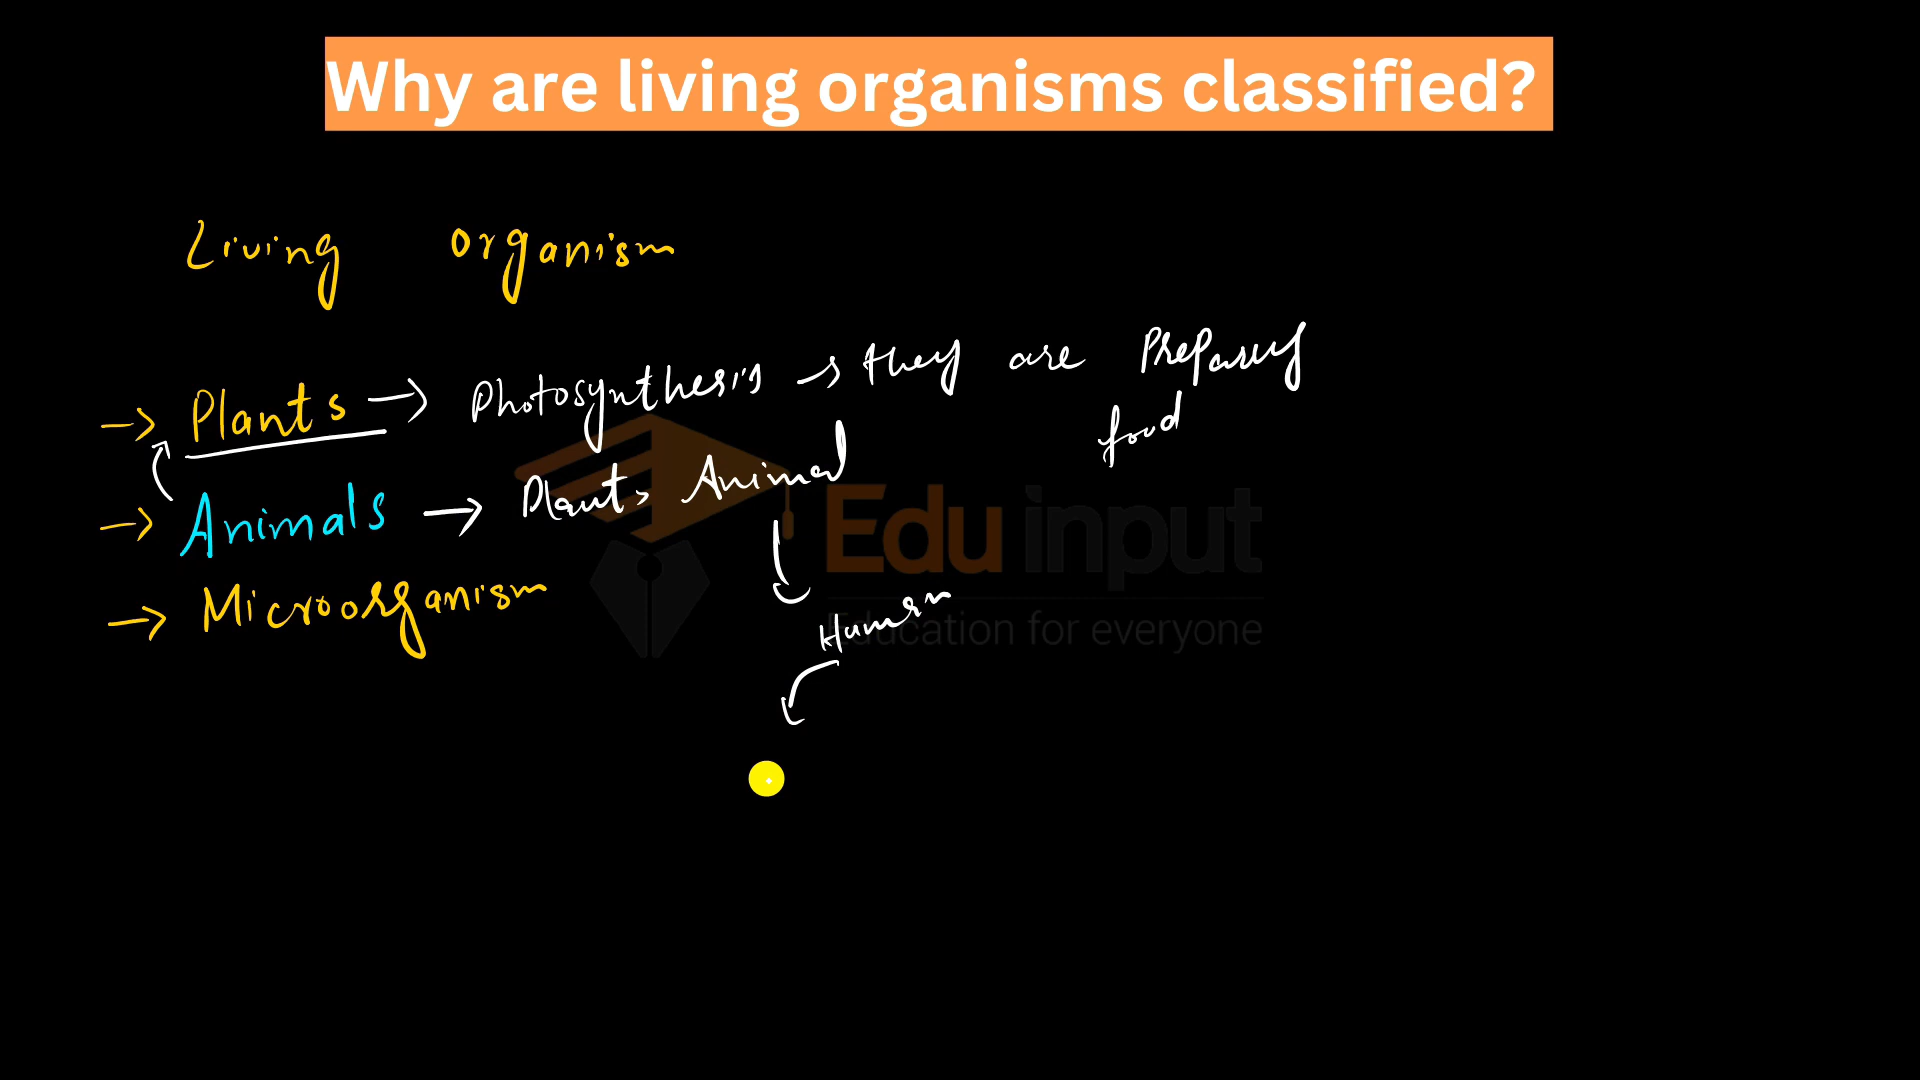 Why are living organisms classified?
Living organism
→ Plants → Photosynthesis → they are Preparing
food
→ Animals → Plants Animal
→ Microorganism
Human
Edu input
Education for everyone